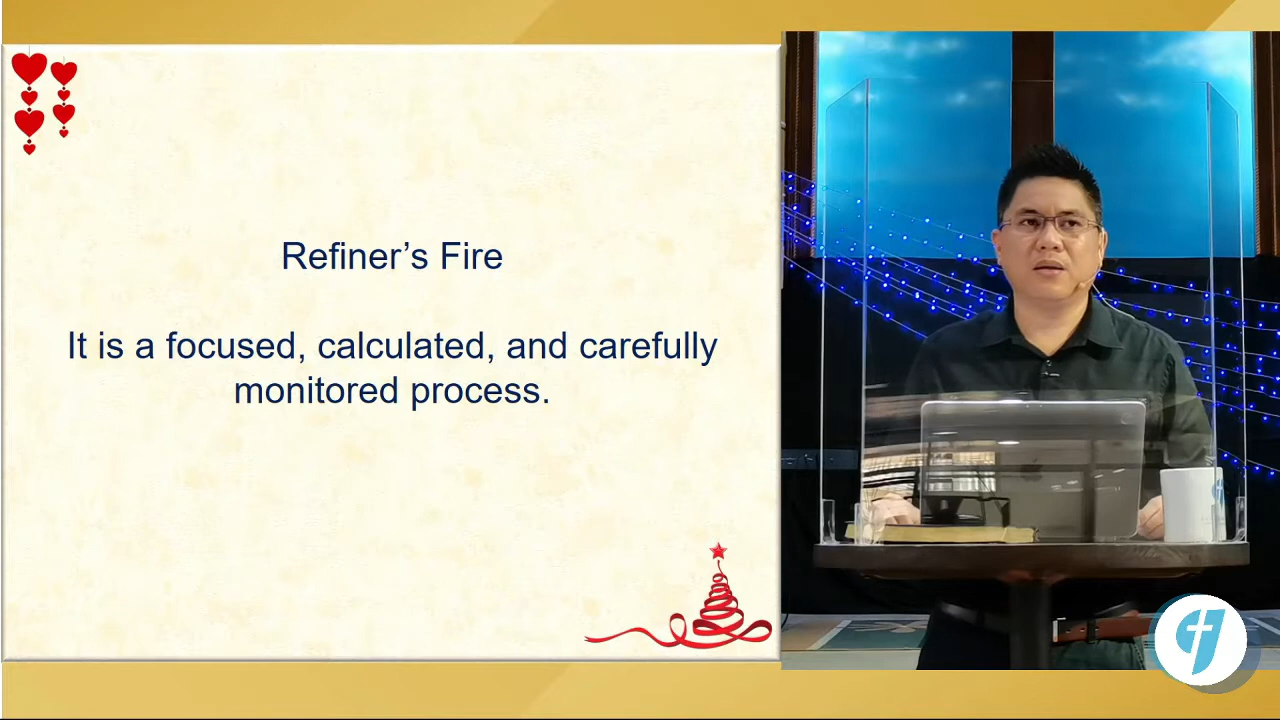 Refiner’s Fire
It is a focused, calculated, and carefully
monitored process.